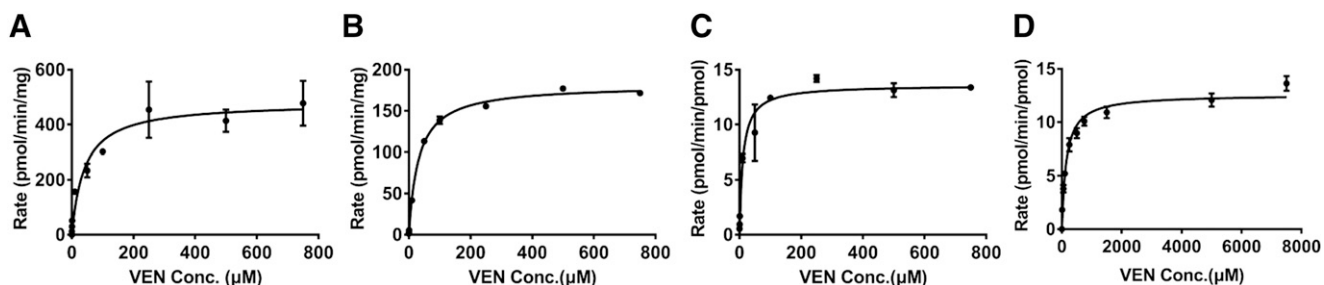 A
Rate (pmol/min/mg)
600
400
200
0
0 200 400 600 800
VEN Conc.(µM)
B
Rate (pmol/min/mg)
200
150
100
50
0
0 200 400 600 800
VEN Conc.(µM)
C
Rate (pmol/min/pmol)
15
10
5
0
0 200 400 600 800
VEN Conc.(µM)
D
Rate (pmol/min/pmol)
15
10
5
0
0 2000 4000 6000 8000
VEN Conc.(µM)